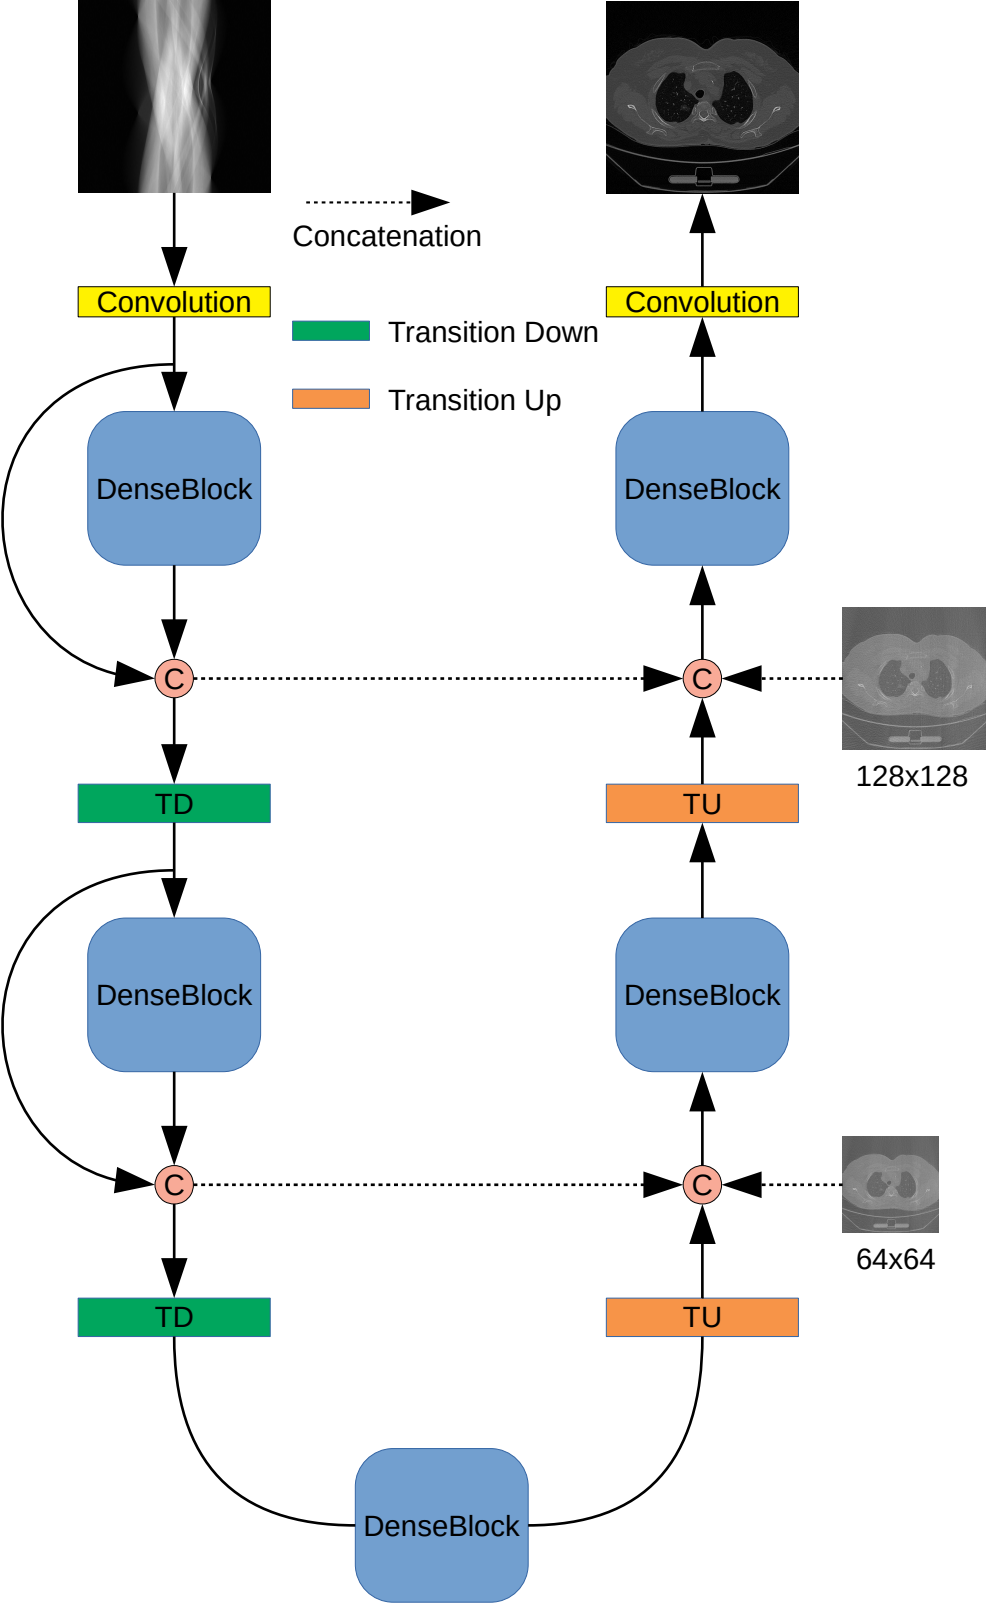 Concatenation
Convolution
Convolution
Transition Down
Transition Up
DenseBlock
DenseBlock
C
C
128x128
TD
TU
DenseBlock
DenseBlock
C
C
64x64
TD
TU
DenseBlock